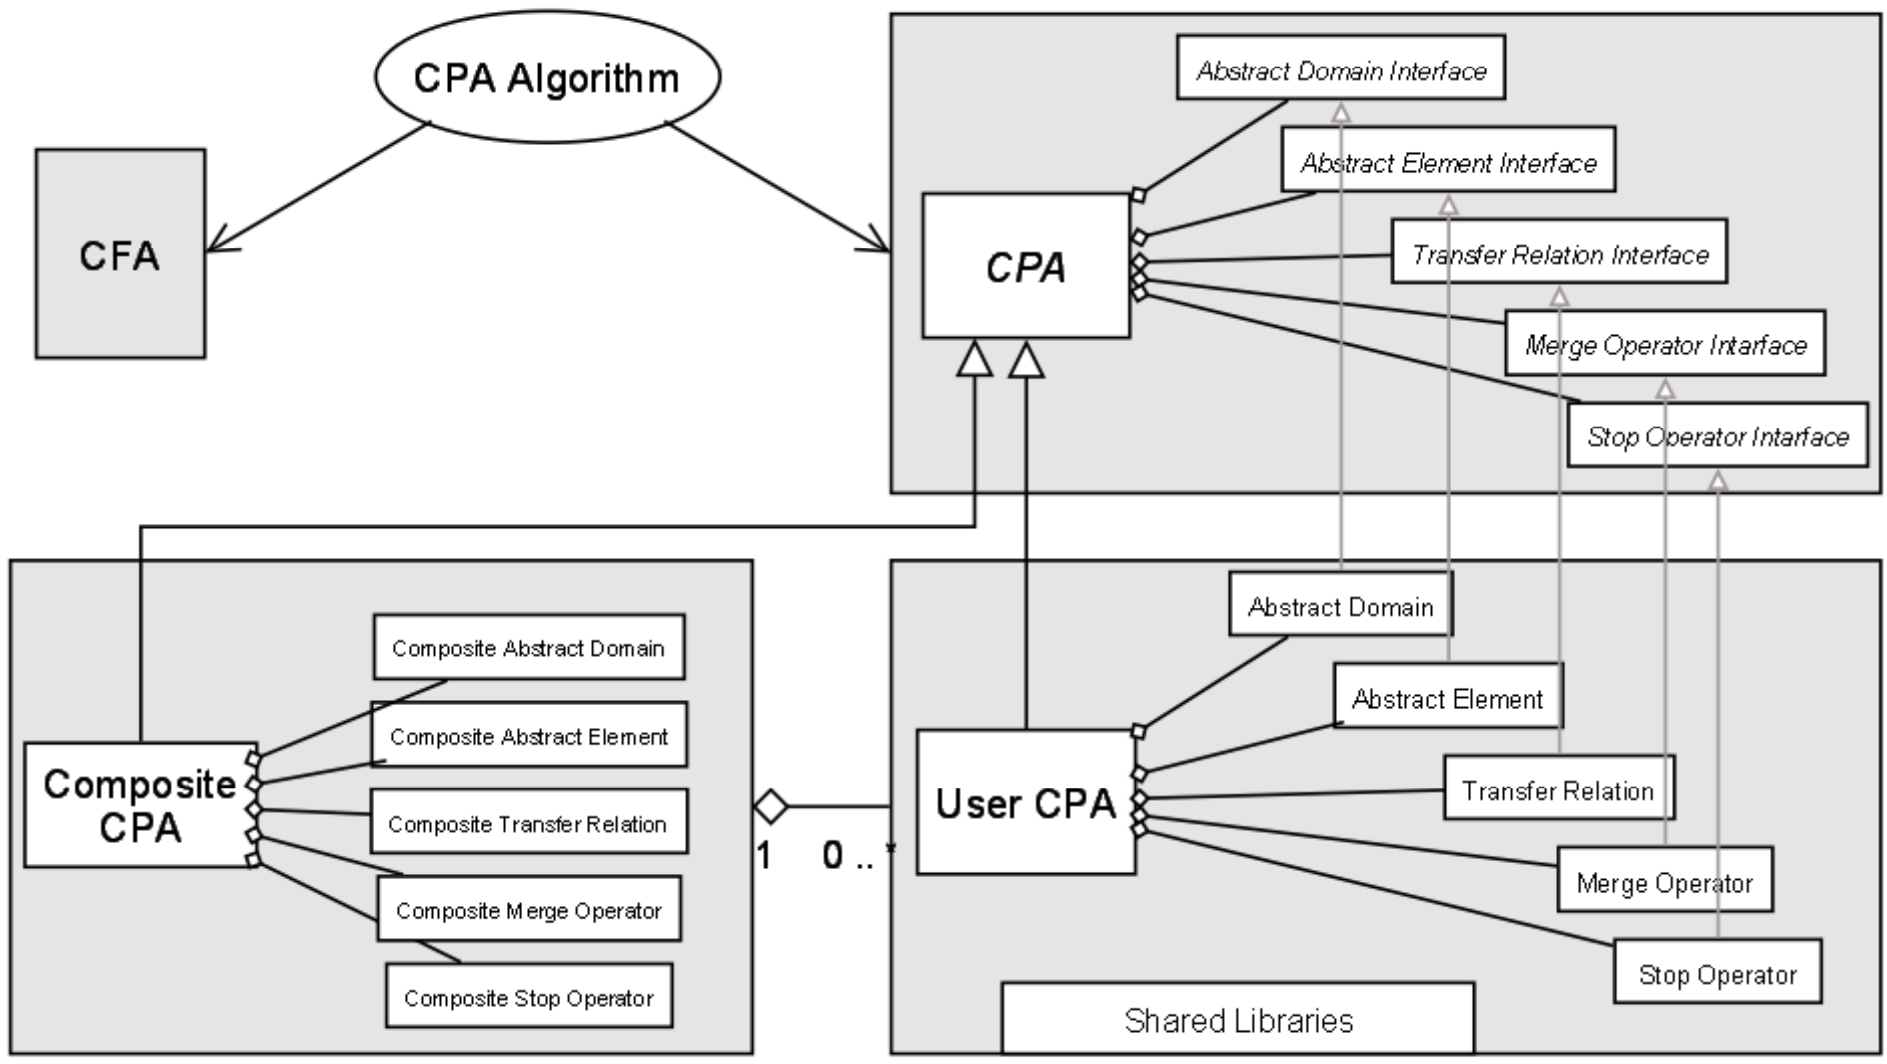 CPA Algorithm
CFA
Abstract Domain Interface
Abstract Element Interface
CPA
Transfer Relation Interface
Merge Operator Intarface
Stop Operator Intarface
Composite Abstract Domain
Composite Abstract Element
Composite
CPA
Composite Transfer Relation
Composite Merge Operator
Composite Stop Operator
1 0 .. *
Abstract Domain
Abstract Element
User CPA
Transfer Relation
Merge Operator
Stop Operator
Shared Libraries